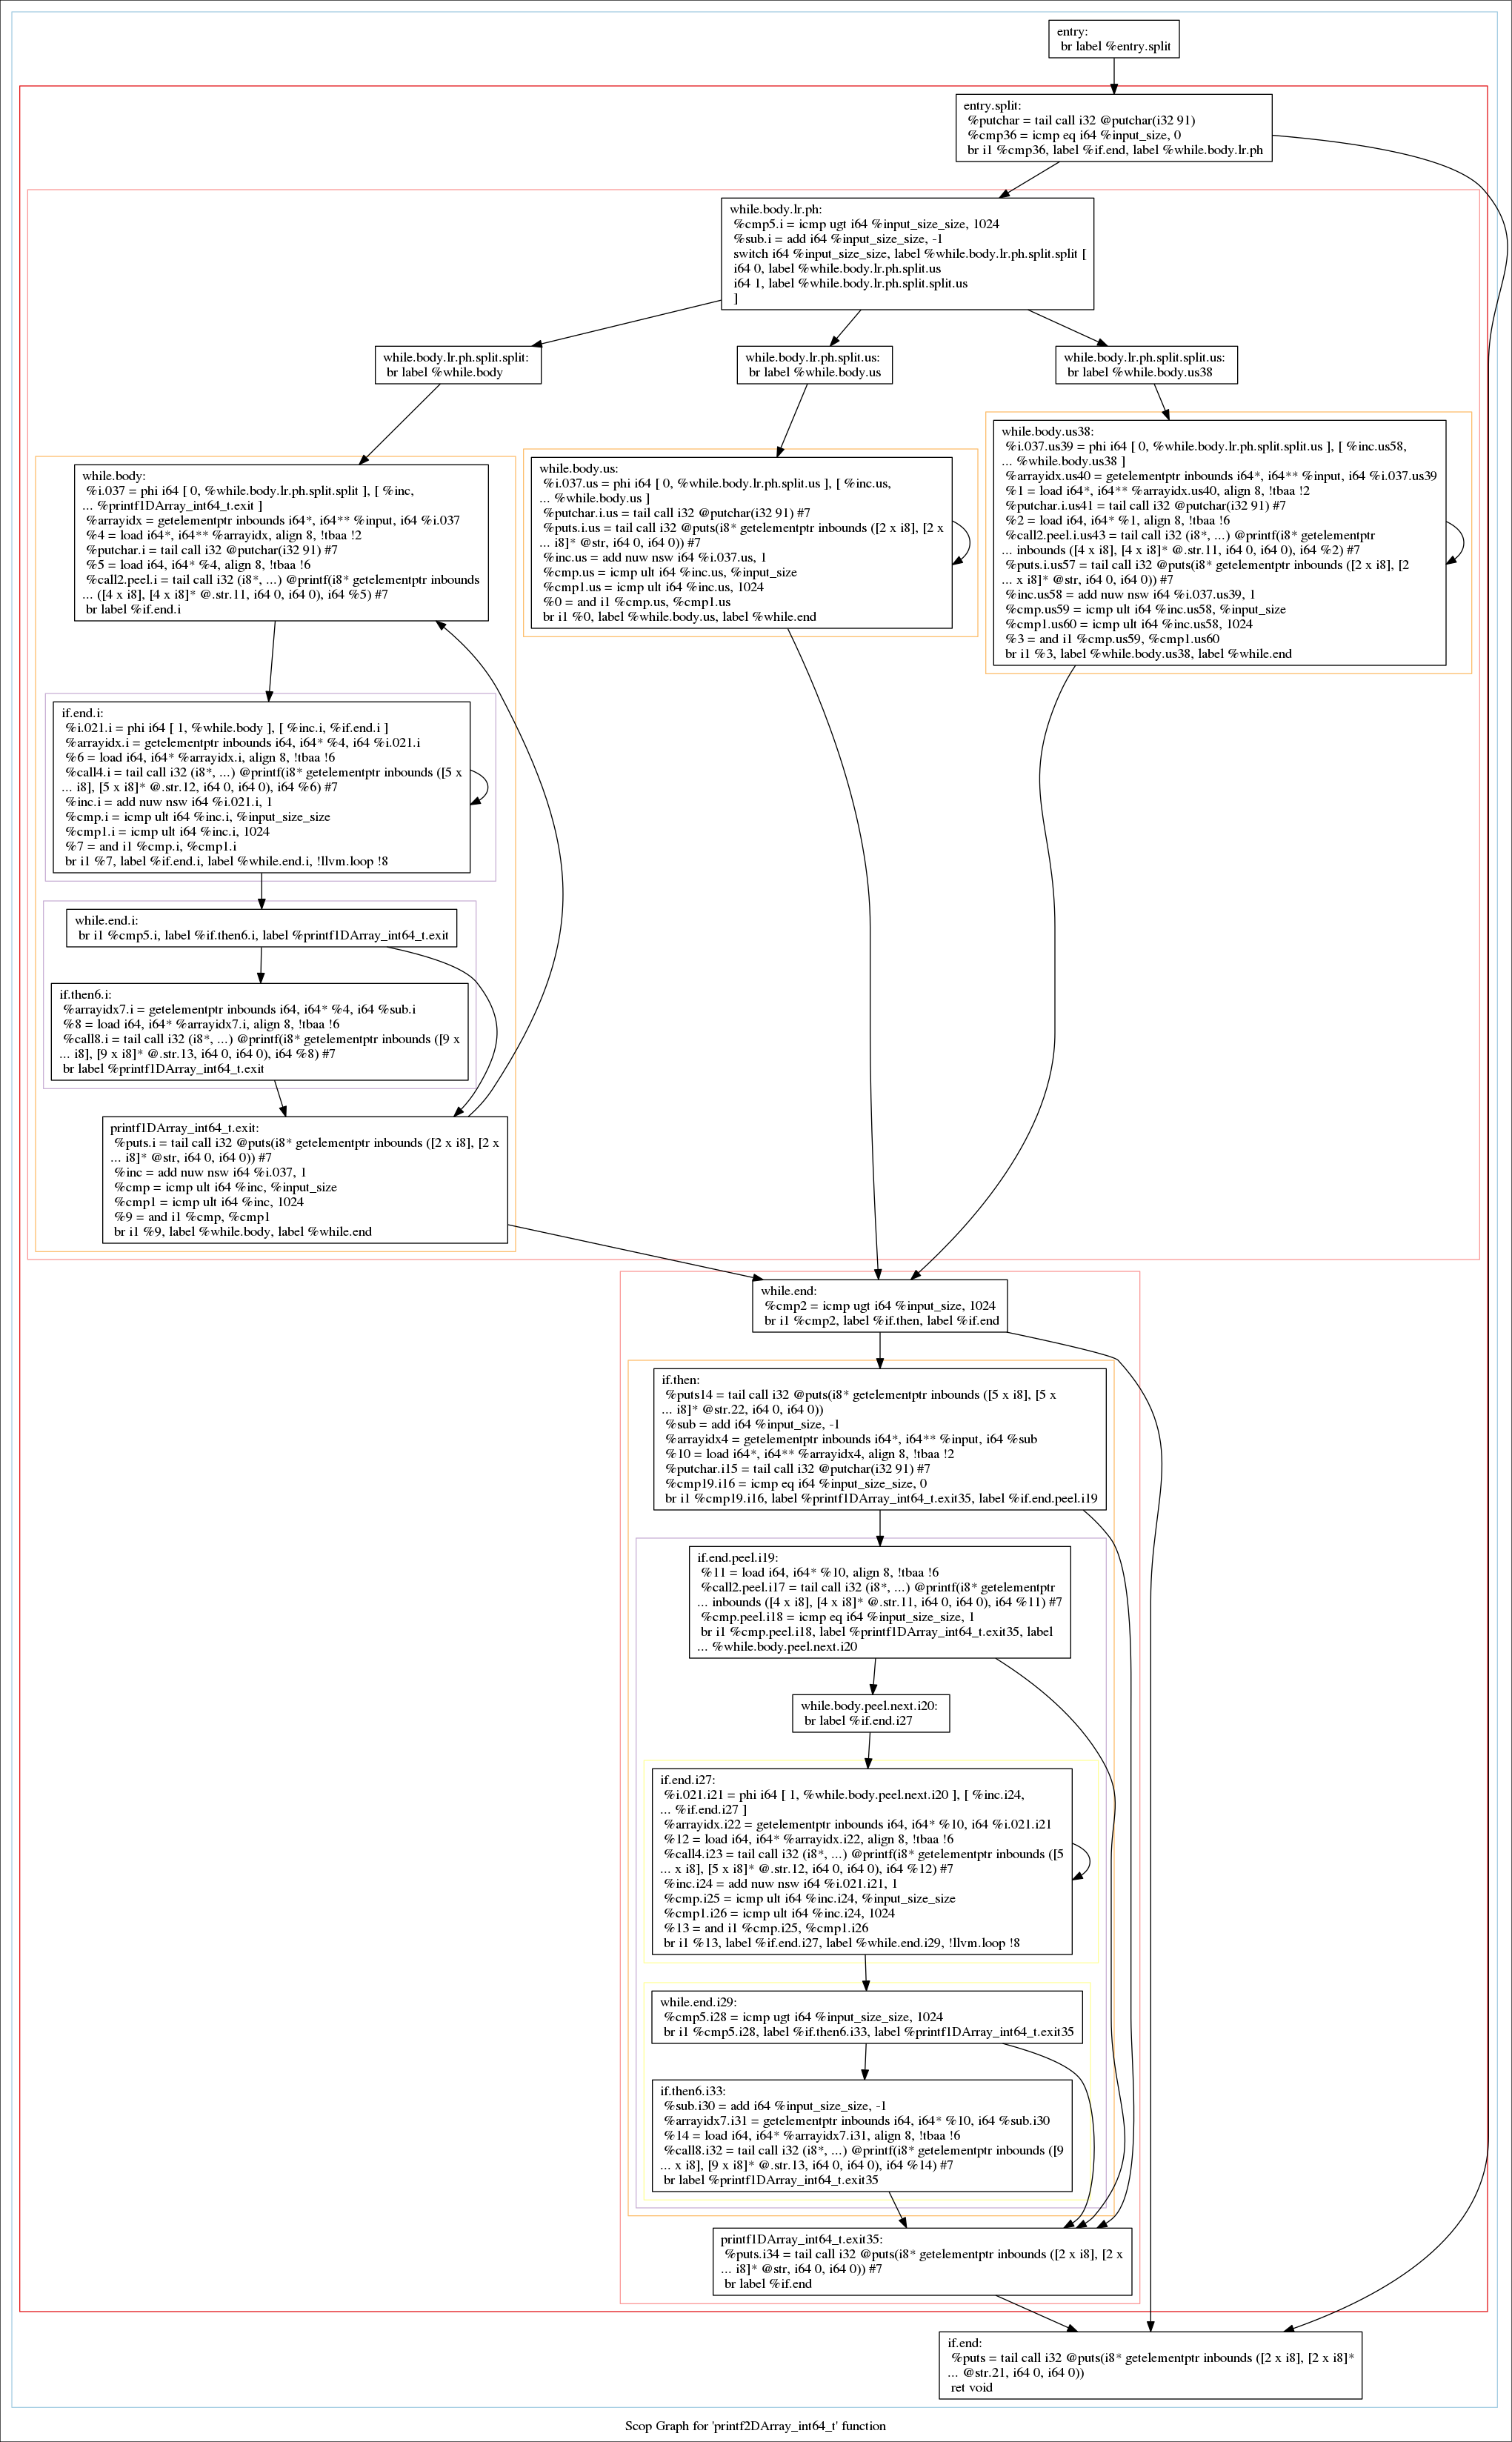 entry:
br label %entry.split
entry.split:
%putchar = tail call i32 @putchar(i32 91)
%cmp36 = icmp eq i64 %input_size, 0
br i1 %cmp36, label %if.end, label %while.body.lr.ph
while.body.lr.ph:
%cmp5.i = icmp ugt i64 %input_size_size, 1024
%sub.i = add i64 %input_size_size, -1
switch i64 %input_size_size, label %while.body.lr.ph.split.split [
i64 0, label %while.body.lr.ph.split.us
i64 1, label %while.body.lr.ph.split.split.us
]
while.body.lr.ph.split.split:
br label %while.body
while.body.lr.ph.split.us:
br label %while.body.us
while.body.lr.ph.split.split.us:
br label %while.body.us38
while.body:
%i.037 = phi i64 [ 0, %while.body.lr.ph.split.split ], [ %inc,
... %printf1DArray_int64_t.exit ]
%arrayidx = getelementptr inbounds i64*, i64** %input, i64 %i.037
%4 = load i64*, i64** %arrayidx, align 8, !tbaa !2
%putchar.i = tail call i32 @putchar(i32 91) #7
%5 = load i64, i64* %4, align 8, !tbaa !6
%call2.peel.i = tail call i32 (i8*, ...) @printf(i8* getelementptr inbounds
... ([4 x i8], [4 x i8]* @.str.11, i64 0, i64 0), i64 %5) #7
br label %if.end.i
while.body.us:
%i.037.us = phi i64 [ 0, %while.body.lr.ph.split.us ], [ %inc.us,
... %while.body.us ]
%putchar.i.us = tail call i32 @putchar(i32 91) #7
%puts.i.us = tail call i32 @puts(i8* getelementptr inbounds ([2 x i8], [2 x
... i8]* @str, i64 0, i64 0)) #7
%inc.us = add nuw nsw i64 %i.037.us, 1
%cmp.us = icmp ult i64 %inc.us, %input_size
%cmp1.us = icmp ult i64 %inc.us, 1024
%0 = and i1 %cmp.us, %cmp1.us
br i1 %0, label %while.body.us, label %while.end
while.body.us38:
%i.037.us39 = phi i64 [ 0, %while.body.lr.ph.split.split.us ], [ %inc.us58,
... %while.body.us38 ]
%arrayidx.us40 = getelementptr inbounds i64*, i64** %input, i64 %i.037.us39
%1 = load i64*, i64** %arrayidx.us40, align 8, !tbaa !2
%putchar.i.us41 = tail call i32 @putchar(i32 91) #7
%2 = load i64, i64* %1, align 8, !tbaa !6
%call2.peel.i.us43 = tail call i32 (i8*, ...) @printf(i8* getelementptr
... inbounds ([4 x i8], [4 x i8]* @.str.11, i64 0, i64 0), i64 %2) #7
%puts.i.us57 = tail call i32 @puts(i8* getelementptr inbounds ([2 x i8], [2
... x i8]* @str, i64 0, i64 0)) #7
%inc.us58 = add nuw nsw i64 %i.037.us39, 1
%cmp.us59 = icmp ult i64 %inc.us58, %input_size
%cmp1.us60 = icmp ult i64 %inc.us58, 1024
%3 = and i1 %cmp.us59, %cmp1.us60
br i1 %3, label %while.body.us38, label %while.end
if.end.i:
%i.021.i = phi i64 [ 1, %while.body ], [ %inc.i, %if.end.i ]
%arrayidx.i = getelementptr inbounds i64, i64* %4, i64 %i.021.i
%6 = load i64, i64* %arrayidx.i, align 8, !tbaa !6
%call4.i = tail call i32 (i8*, ...) @printf(i8* getelementptr inbounds ([5 x
... i8], [5 x i8]* @.str.12, i64 0, i64 0), i64 %6) #7
%inc.i = add nuw nsw i64 %i.021.i, 1
%cmp.i = icmp ult i64 %inc.i, %input_size_size
%cmp1.i = icmp ult i64 %inc.i, 1024
%7 = and i1 %cmp.i, %cmp1.i
br i1 %7, label %if.end.i, label %while.end.i, !llvm.loop !8
while.end.i:
br i1 %cmp5.i, label %if.then6.i, label %printf1DArray_int64_t.exit
if.then6.i:
%arrayidx7.i = getelementptr inbounds i64, i64* %4, i64 %sub.i
%8 = load i64, i64* %arrayidx7.i, align 8, !tbaa !6
%call8.i = tail call i32 (i8*, ...) @printf(i8* getelementptr inbounds ([9 x
... i8], [9 x i8]* @.str.13, i64 0, i64 0), i64 %8) #7
br label %printf1DArray_int64_t.exit
printf1DArray_int64_t.exit:
%puts.i = tail call i32 @puts(i8* getelementptr inbounds ([2 x i8], [2 x
... i8]* @str, i64 0, i64 0)) #7
%inc = add nuw nsw i64 %i.037, 1
%cmp = icmp ult i64 %inc, %input_size
%cmp1 = icmp ult i64 %inc, 1024
%9 = and i1 %cmp, %cmp1
br i1 %9, label %while.body, label %while.end
while.end:
%cmp2 = icmp ugt i64 %input_size, 1024
br i1 %cmp2, label %if.then, label %if.end
if.then:
%puts14 = tail call i32 @puts(i8* getelementptr inbounds ([5 x i8], [5 x
... i8]* @str.22, i64 0, i64 0))
%sub = add i64 %input_size, -1
%arrayidx4 = getelementptr inbounds i64*, i64** %input, i64 %sub
%10 = load i64*, i64** %arrayidx4, align 8, !tbaa !2
%putchar.i15 = tail call i32 @putchar(i32 91) #7
%cmp19.i16 = icmp eq i64 %input_size_size, 0
br i1 %cmp19.i16, label %printf1DArray_int64_t.exit35, label %if.end.peel.i19
if.end.peel.i19:
%11 = load i64, i64* %10, align 8, !tbaa !6
%call2.peel.i17 = tail call i32 (i8*, ...) @printf(i8* getelementptr
... inbounds ([4 x i8], [4 x i8]* @.str.11, i64 0, i64 0), i64 %11) #7
%cmp.peel.i18 = icmp eq i64 %input_size_size, 1
br i1 %cmp.peel.i18, label %printf1DArray_int64_t.exit35, label
... %while.body.peel.next.i20
while.body.peel.next.i20:
br label %if.end.i27
if.end.i27:
%i.021.i21 = phi i64 [ 1, %while.body.peel.next.i20 ], [ %inc.i24,
... %if.end.i27 ]
%arrayidx.i22 = getelementptr inbounds i64, i64* %10, i64 %i.021.i21
%12 = load i64, i64* %arrayidx.i22, align 8, !tbaa !6
%call4.i23 = tail call i32 (i8*, ...) @printf(i8* getelementptr inbounds ([5
... x i8], [5 x i8]* @.str.12, i64 0, i64 0), i64 %12) #7
%inc.i24 = add nuw nsw i64 %i.021.i21, 1
%cmp.i25 = icmp ult i64 %inc.i24, %input_size_size
%cmp1.i26 = icmp ult i64 %inc.i24, 1024
%13 = and i1 %cmp.i25, %cmp1.i26
br i1 %13, label %if.end.i27, label %while.end.i29, !llvm.loop !8
while.end.i29:
%cmp5.i28 = icmp ugt i64 %input_size_size, 1024
br i1 %cmp5.i28, label %if.then6.i33, label %printf1DArray_int64_t.exit35
if.then6.i33:
%sub.i30 = add i64 %input_size_size, -1
%arrayidx7.i31 = getelementptr inbounds i64, i64* %10, i64 %sub.i30
%14 = load i64, i64* %arrayidx7.i31, align 8, !tbaa !6
%call8.i32 = tail call i32 (i8*, ...) @printf(i8* getelementptr inbounds ([9
... x i8], [9 x i8]* @.str.13, i64 0, i64 0), i64 %14) #7
br label %printf1DArray_int64_t.exit35
printf1DArray_int64_t.exit35:
%puts.i34 = tail call i32 @puts(i8* getelementptr inbounds ([2 x i8], [2 x
... i8]* @str, i64 0, i64 0)) #7
br label %if.end
if.end:
%puts = tail call i32 @puts(i8* getelementptr inbounds ([2 x i8], [2 x i8]*
... @str.21, i64 0, i64 0))
ret void
Scop Graph for 'printf2DArray_int64_t' function